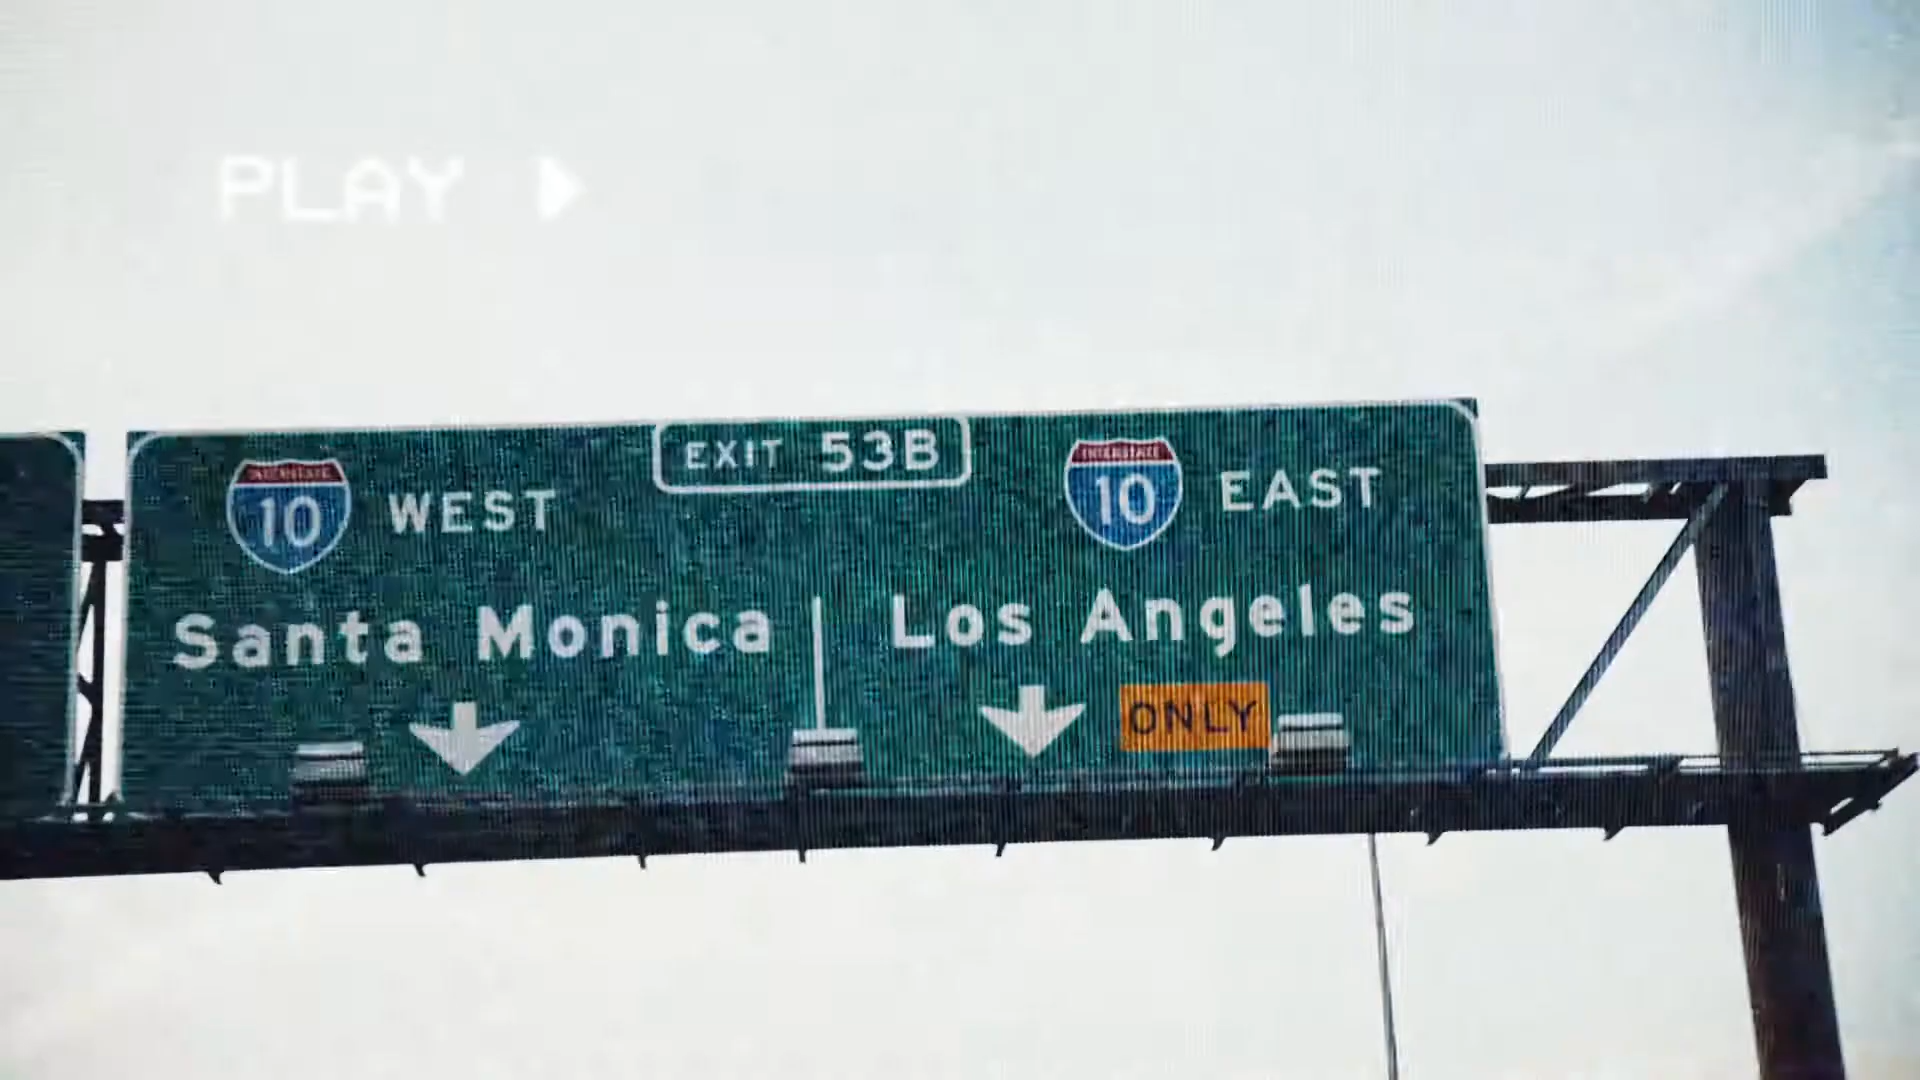 PLAY
EXIT 53B
INTERSTATE
10 WEST
INTERSTATE
10 EAST
Santa Monica
Los Angeles
ONLY